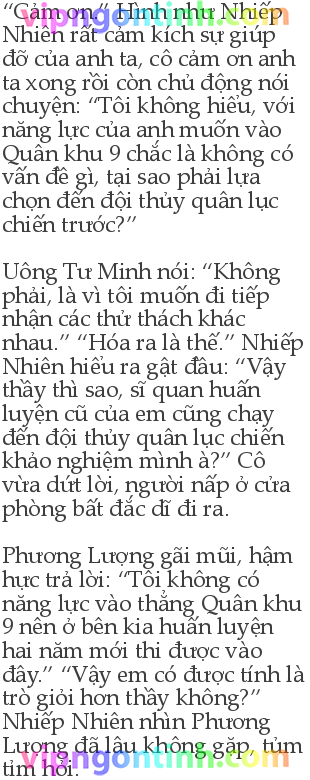 “Cảm ơn.” Hình như Nhiếp
Nhiên rất cảm kích sự giúp
đỡ của anh ta, cô cảm ơn anh
ta xong rồi còn chủ động nói
chuyện: “Tôi không hiểu, với
năng lực của anh muốn vào
Quân khu 9 chắc là không có
vấn đề gì, tại sao phải lựa
chọn đến đội thủy quân lục
chiến trước?”
Uông Tư Minh nói: “Không
phải, là vì tôi muốn đi tiếp
nhận các thử thách khác
nhau.” “Hóa ra là thế.” Nhiếp
Nhiên hiểu ra gật đầu: “Vậy
thầy thì sao, sĩ quan huấn
luyện cũ của em cũng chạy
đến đội thủy quân lục chiến
khảo nghiệm mình à?” Cô
vừa dứt lời, người nấp ở cửa
phòng bất đắc dĩ đi ra.
Phương Lượng gãi mũi, hậm
hực trả lời: “Tôi không có
năng lực vào thẳng Quân khu
9 nên ở bên kia huấn luyện
hai năm mới thi được vào
đây.” “Vậy em có được tính là
trò giỏi hơn thầy không?”
Nhiếp Nhiên nhìn Phương
Lượng đã lâu không gặp, tủm
tỉm hỏi.
vipngontinh.com
vipngontinh.com